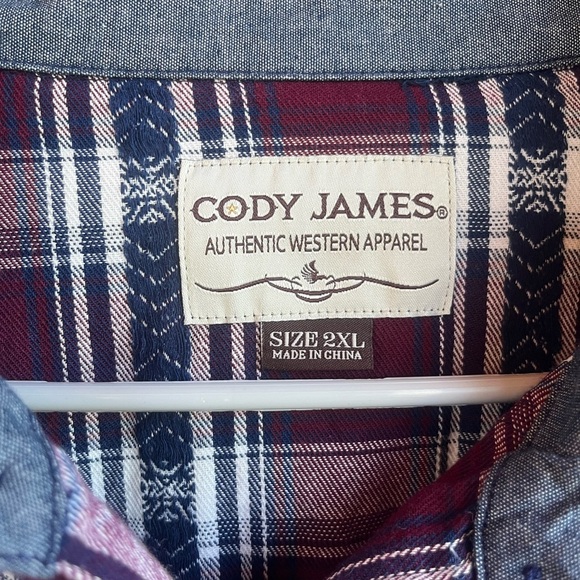 CODY JAMES®
AUTHENTIC WESTERN APPAREL
SIZE 2XL
MADE IN CHINA